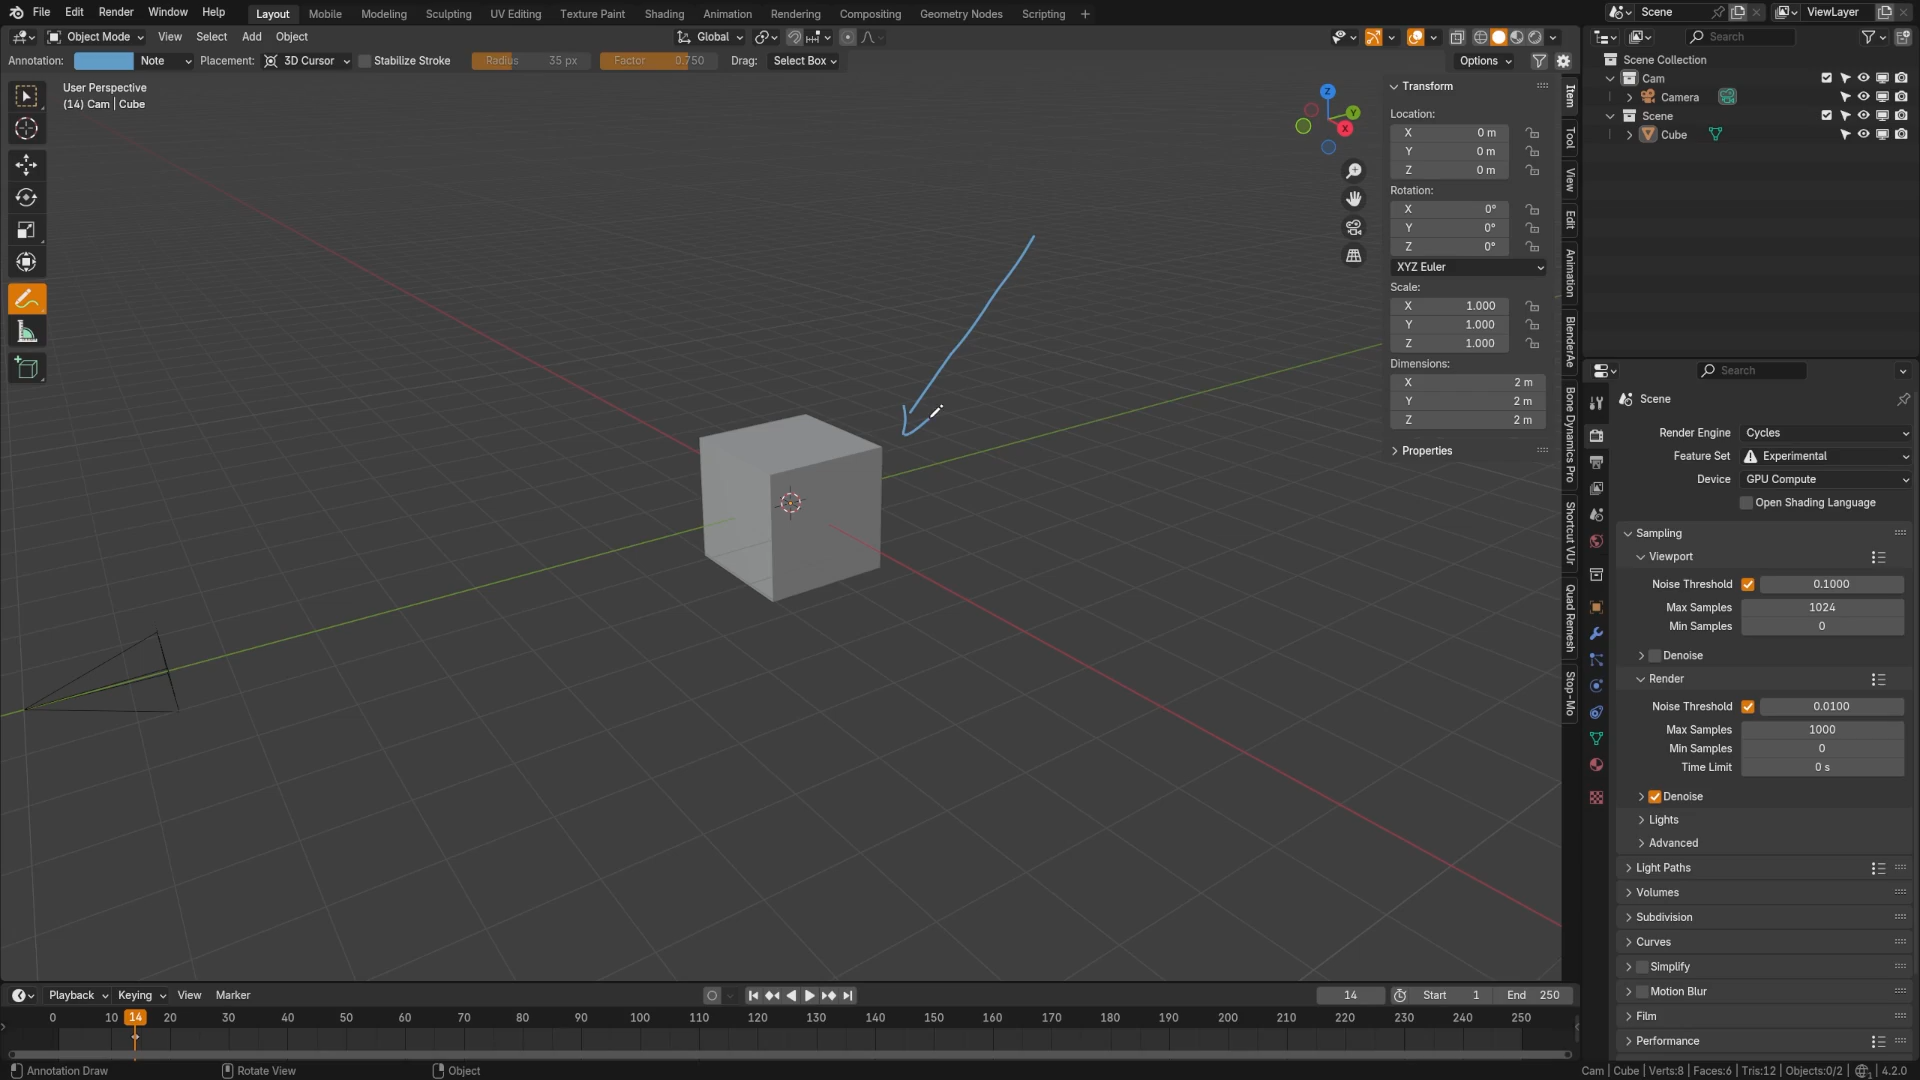 File Edit Render Window Help Layout Mobile Modeling Sculpting UV Editing Texture Paint Shading Animation Rendering Compositing Geometry Nodes Scripting + Scene ViewLayer
Object Mode View Select Add Object Global
Annotation: Note Placement: 3D Cursor Stabilize Stroke Radius 35 px Factor 0.750 Drag: Select Box Options
User Perspective
(14) Cam | Cube
Z
Y
X
Transform
Location:
X 0 m
Y 0 m
Z 0 m
Rotation:
X 0°
Y 0°
Z 0°
XYZ Euler
Scale:
X 1.000
Y 1.000
Z 1.000
Dimensions:
X 2 m
Y 2 m
Z 2 m
Properties
Item
Tool
View
Edit
Animation
BlenderAe
Bone Dynamics Pro
Shortcut VUr
Quad Remesh
Stop-Mo
Search
Scene Collection
Cam
Camera
Scene
Cube
Search
Scene
Render Engine Cycles
Feature Set Experimental
Device GPU Compute
Open Shading Language
Sampling
Viewport
Noise Threshold 0.1000
Max Samples 1024
Min Samples 0
Denoise
Render
Noise Threshold 0.0100
Max Samples 1000
Min Samples 0
Time Limit 0 s
Denoise
Lights
Advanced
Light Paths
Volumes
Subdivision
Curves
Simplify
Motion Blur
Film
Performance
Playback Keying View Marker 14 Start 1 End 250
0 10 14 20 30 40 50 60 70 80 90 100 110 120 130 140 150 160 170 180 190 200 210 220 230 240 250
Annotation Draw Rotate View Object Cam | Cube | Verts:8 | Faces:6 | Tris:12 | Objects:0/2 | 4.2.0